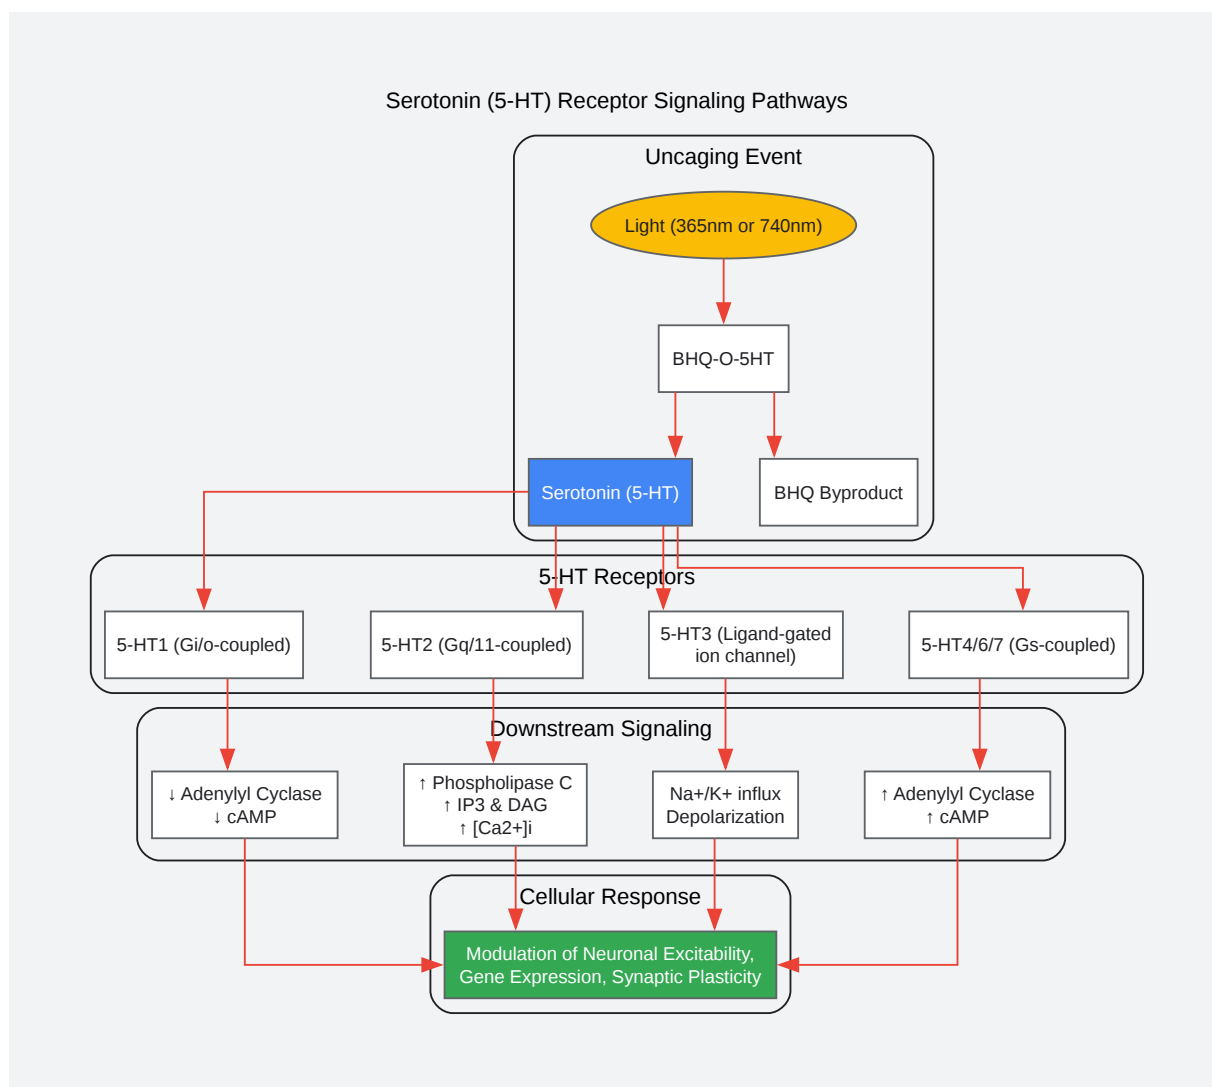 Serotonin (5-HT) Receptor Signaling Pathways
Uncaging Event
Light (365nm or 740nm)
BHQ-O-5HT
Serotonin (5-HT)
BHQ Byproduct
5-HT Receptors
5-HT1 (Gi/o-coupled)
5-HT2 (Gq/11-coupled)
5-HT3 (Ligand-gated
ion channel)
5-HT4/6/7 (Gs-coupled)
Downstream Signaling
↓ Adenylyl Cyclase
↓ cAMP
↑ Phospholipase C
↑ IP3 & DAG
↑ [Ca2+]i
Na+/K+ influx
Depolarization
↑ Adenylyl Cyclase
↑ cAMP
Cellular Response
Modulation of Neuronal Excitability,
Gene Expression, Synaptic Plasticity